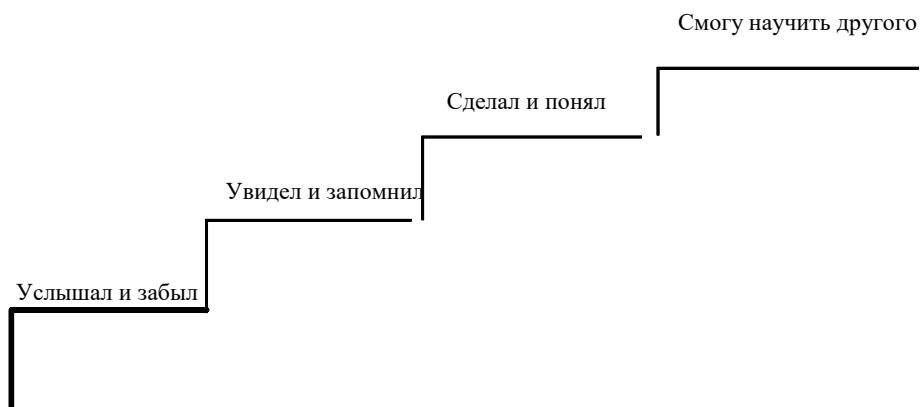 Смогу научить другого
Сделал и понял
Увидел и запомнил
Услышал и забыл